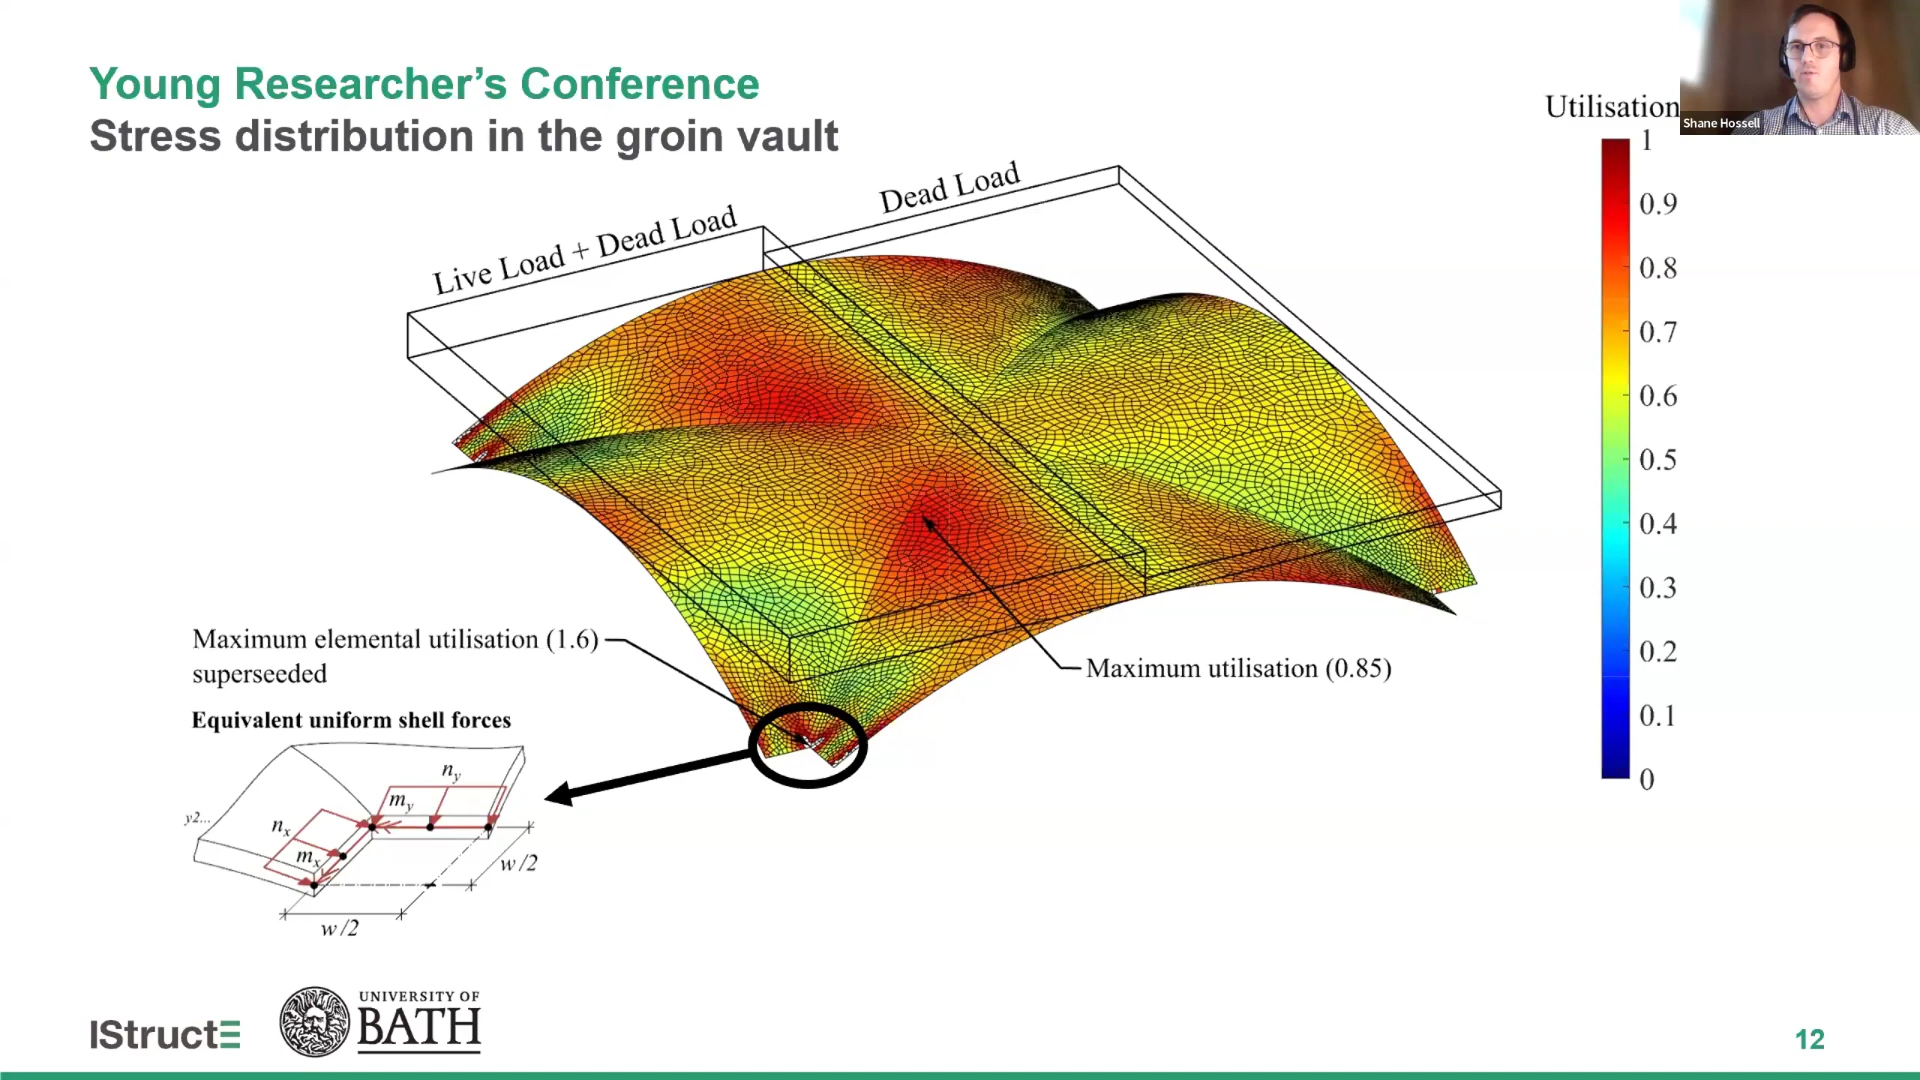 Young Researcher's Conference
Stress distribution in the groin vault
Shane Hossell
Utilisation
Live Load + Dead Load
Dead Load
1
0.9
0.8
0.7
0.6
0.5
0.4
0.3
0.2
0.1
0
Maximum elemental utilisation (1.6)
superseeded
Maximum utilisation (0.85)
Equivalent uniform shell forces
n_y
m_y
y2...
n_x
m_x
w/2
w/2
IStructE
UNIVERSITY OF
BATH
12